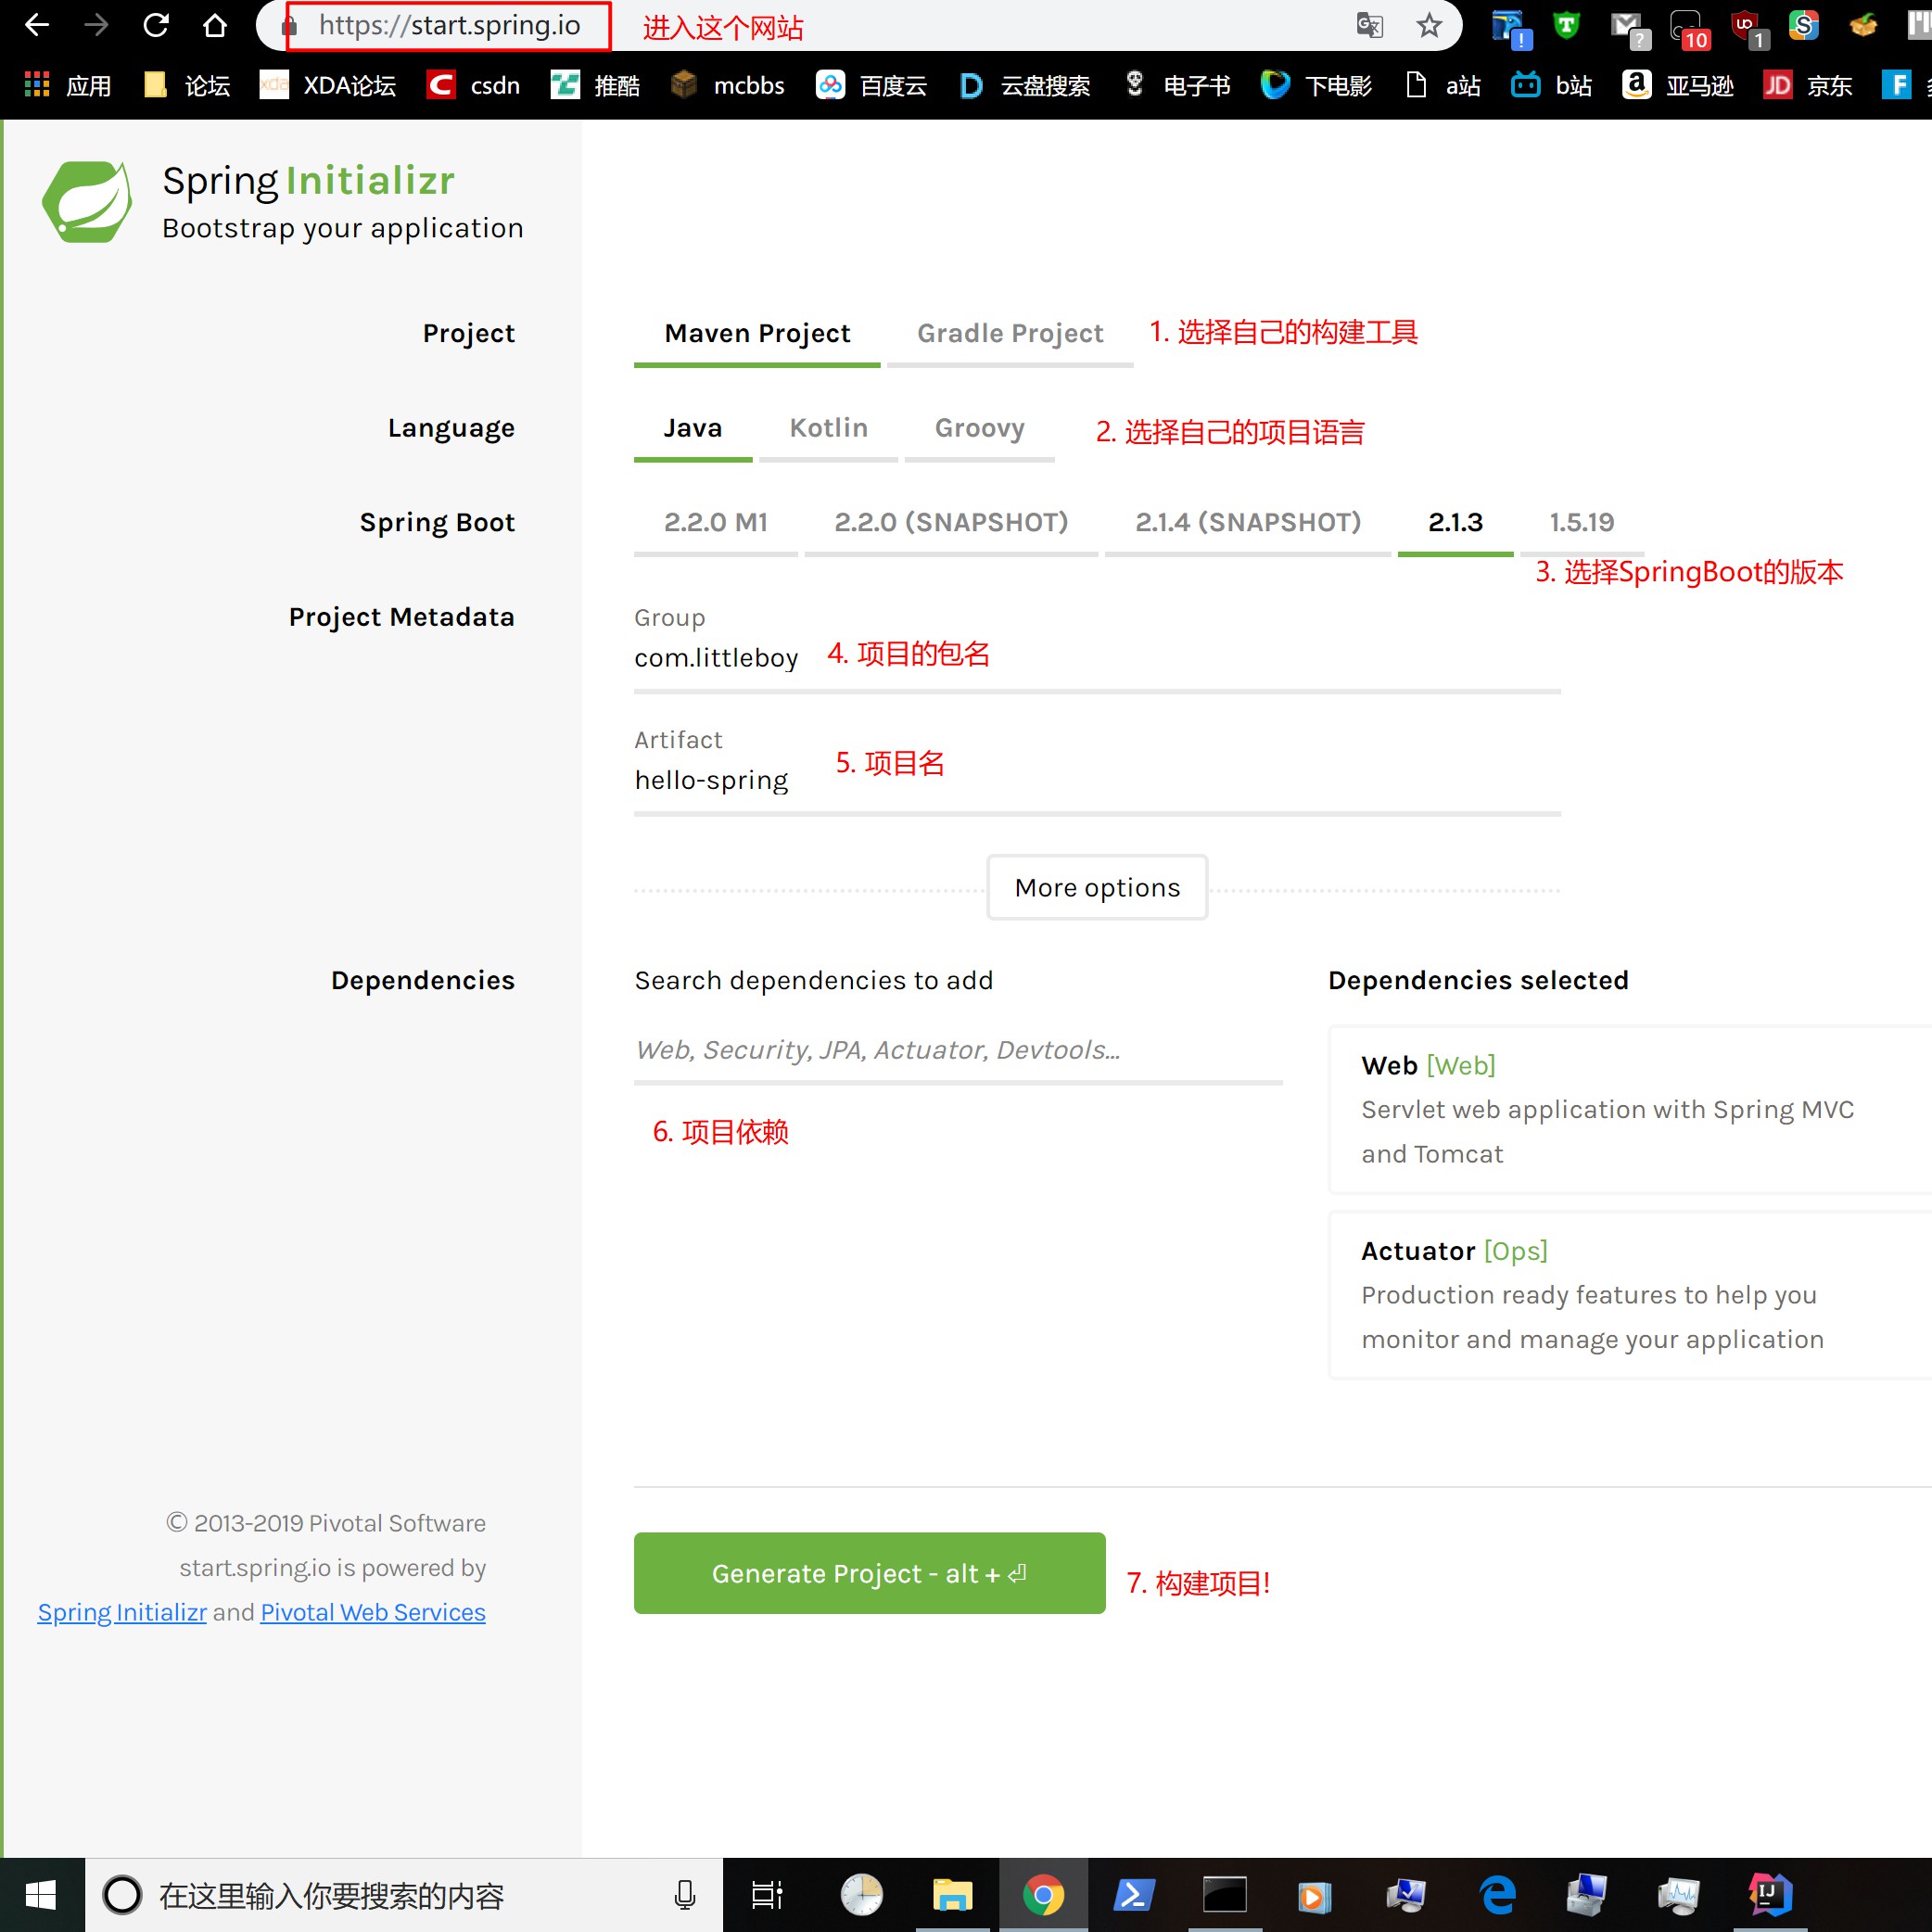 https://start.spring.io 进入这个网站
! ? 10 1
应用 论坛 XDA论坛 csdn 推酷 mcbbs 百度云 云盘搜索 电子书 下电影 a站 b站 亚马逊 京东
Spring Initializr
Bootstrap your application
Project Maven Project Gradle Project 1. 选择自己的构建工具
Language Java Kotlin Groovy 2. 选择自己的项目语言
Spring Boot 2.2.0 M1 2.2.0 (SNAPSHOT) 2.1.4 (SNAPSHOT) 2.1.3 1.5.19
3. 选择SpringBoot的版本
Project Metadata Group
com.littleboy 4. 项目的包名
Artifact
hello-spring 5. 项目名
More options
Dependencies Search dependencies to add Dependencies selected
Web, Security, JPA, Actuator, Devtools...
Web [Web]
Servlet web application with Spring MVC
and Tomcat
6. 项目依赖
Actuator [Ops]
Production ready features to help you
monitor and manage your application
© 2013-2019 Pivotal Software
start.spring.io is powered by
Spring Initializr and Pivotal Web Services
Generate Project - alt + ⏎ 7. 构建项目!
在这里输入你要搜索的内容